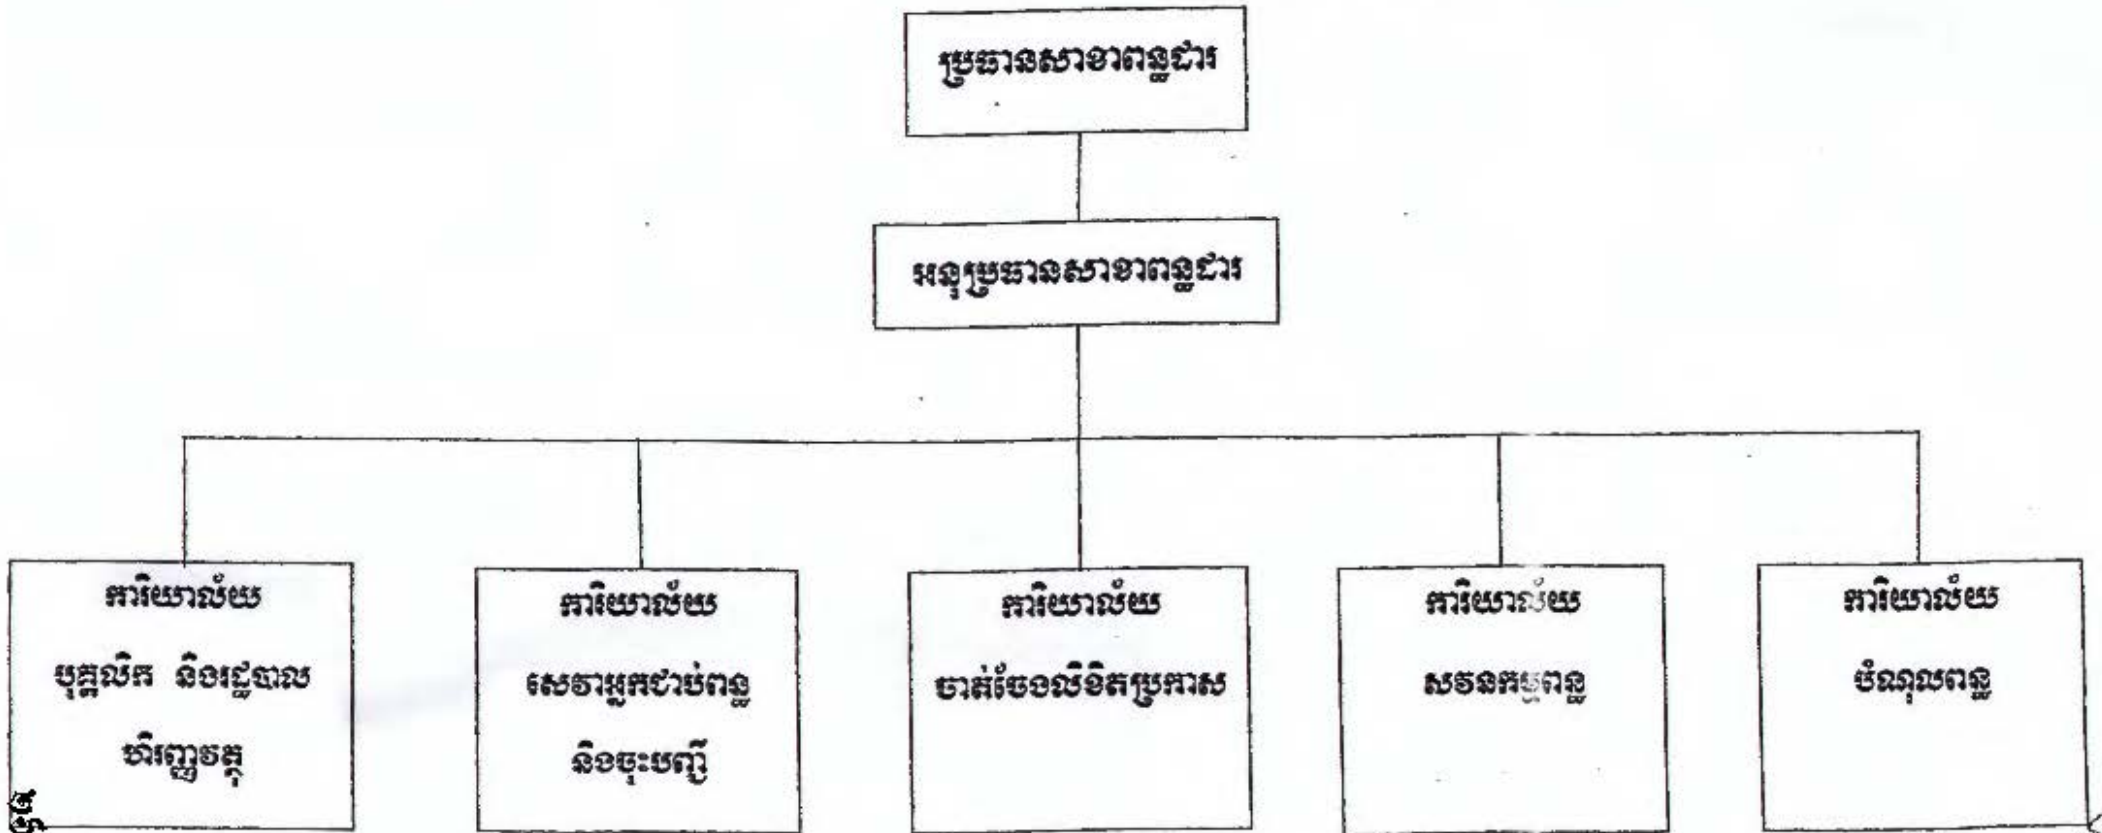 ប្រធានសាខាពន្ធដារ
អនុប្រធានសាខាពន្ធដារ
ការិយាល័យ
បុគ្គលិក និងរដ្ឋបាល
ហិរញ្ញវត្ថុ
ការិយាល័យ
សេវាអ្នកជាប់ពន្ធ
និងចុះបញ្ជី
ការិយាល័យ
ចាត់ចែងលិខិតប្រកាស
ការិយាល័យ
សវនកម្មពន្ធ
ការិយាល័យ
បំណុលពន្ធ